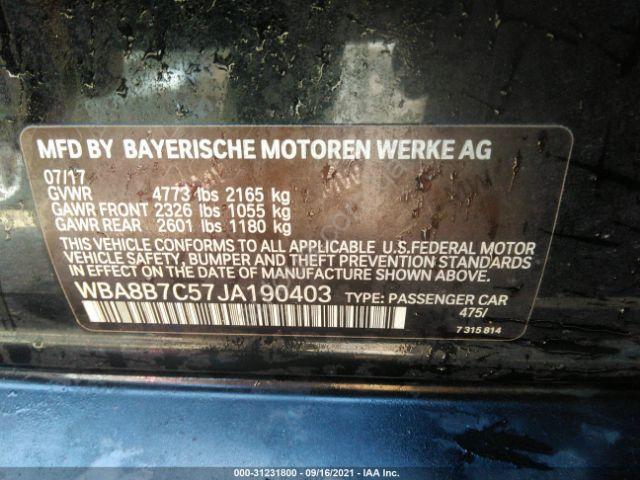 MFD BY BAYERISCHE MOTOREN WERKE AG
07/17
GVWR 4773 lbs 2165 kg
GAWR FRONT 2326 lbs 1055 kg
GAWR REAR 2601 lbs 1180 kg
THIS VEHICLE CONFORMS TO ALL APPLICABLE U.S.FEDERAL MOTOR
VEHICLE SAFETY, BUMPER AND THEFT PREVENTION STANDARDS
IN EFFECT ON THE DATE OF MANUFACTURE SHOWN ABOVE.
WBA8B7C57JA190403 TYPE: PASSENGER CAR
475/
7 315 814
000-31231800 - 09/16/2021 - IAA Inc.